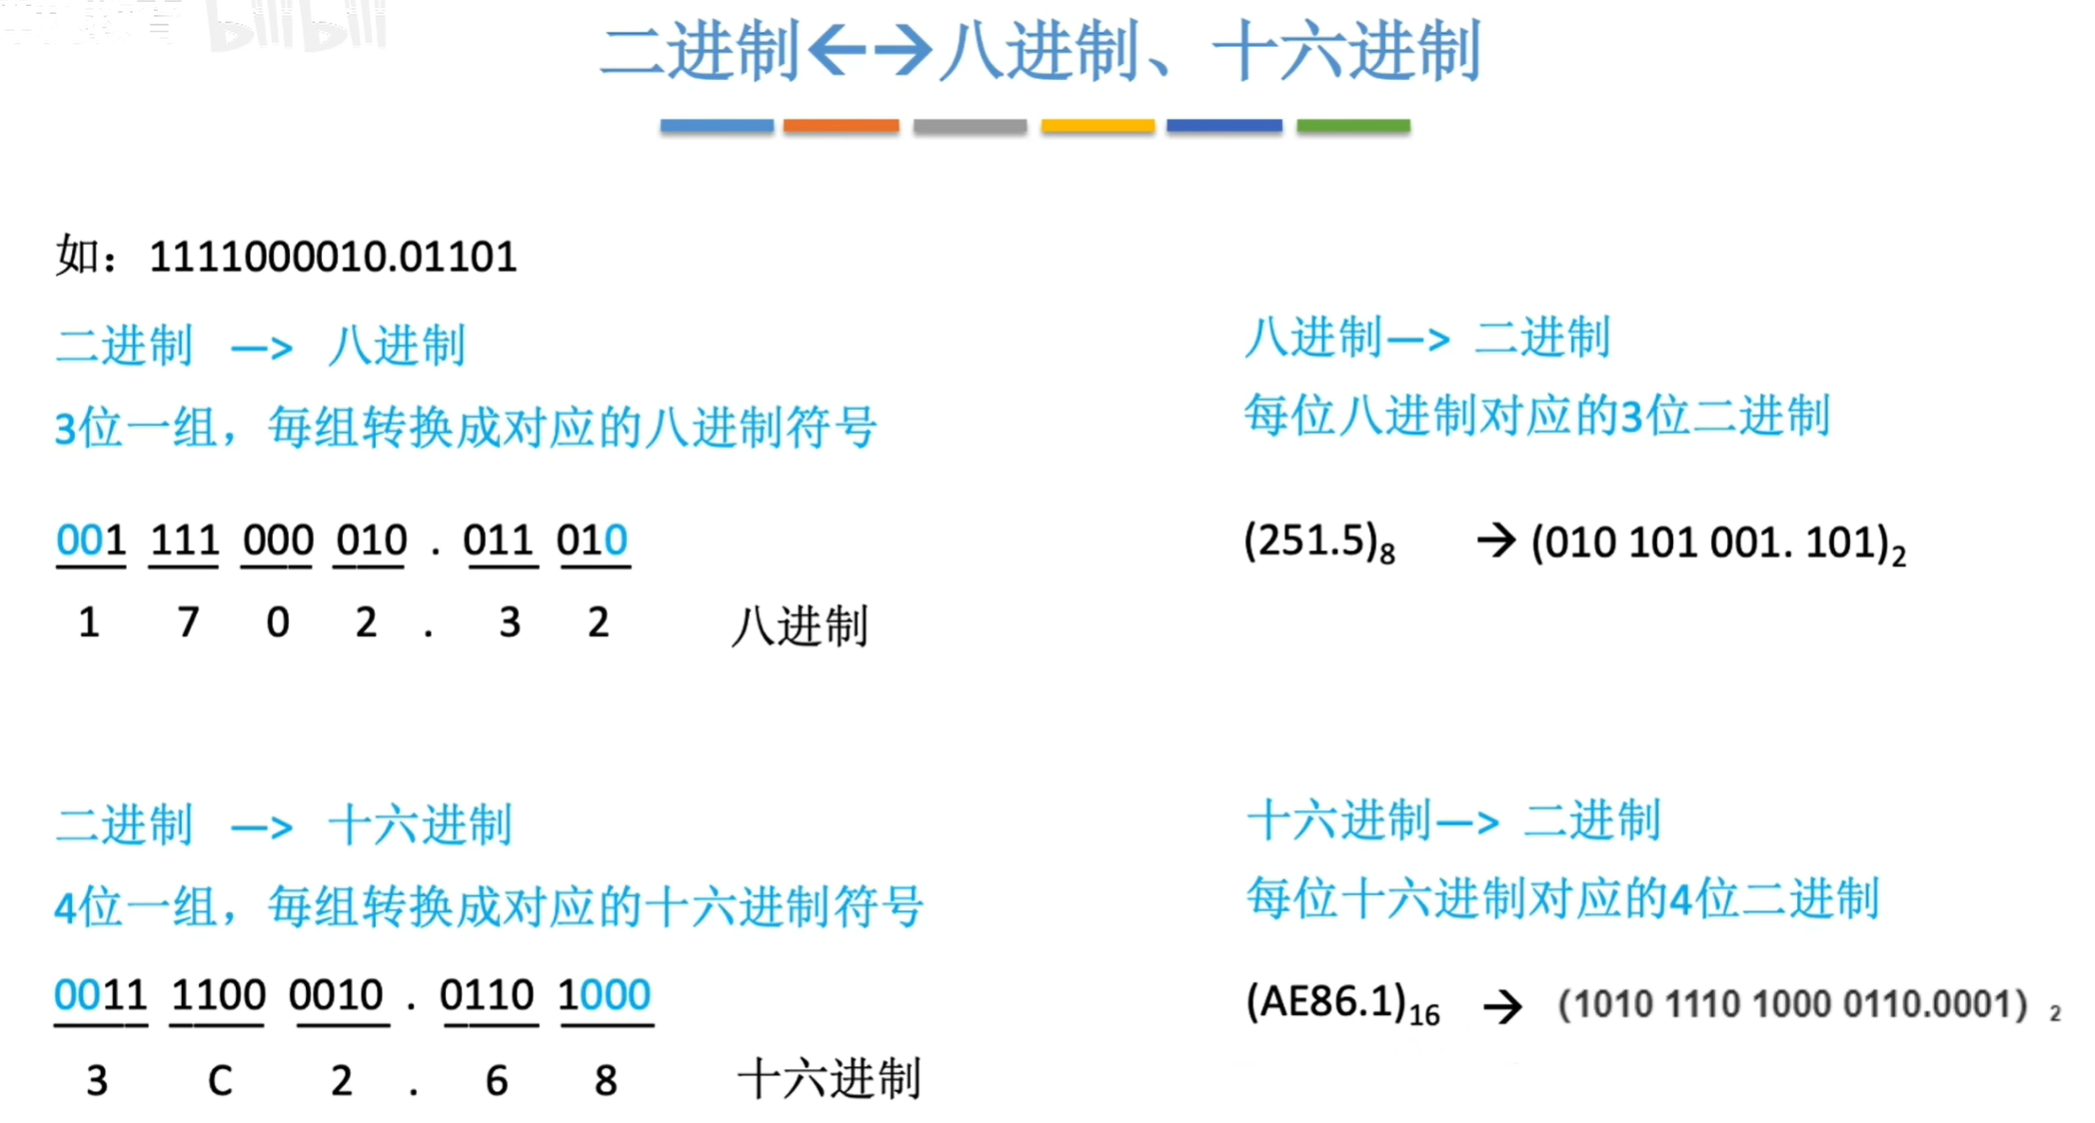 二进制←→八进制、十六进制
如：1111000010.01101
二进制 —> 八进制
3位一组，每组转换成对应的八进制符号
001 111 000 010 . 011 010
1 7 0 2 . 3 2 八进制
二进制 —> 十六进制
4位一组，每组转换成对应的十六进制符号
0011 1100 0010 . 0110 1000
3 C 2 . 6 8 十六进制
八进制—> 二进制
每位八进制对应的3位二进制
(251.5)₈ → (010 101 001. 101)₂
十六进制—> 二进制
每位十六进制对应的4位二进制
(AE86.1)₁₆ → (1010 1110 1000 0110.0001) ₂
bilibili